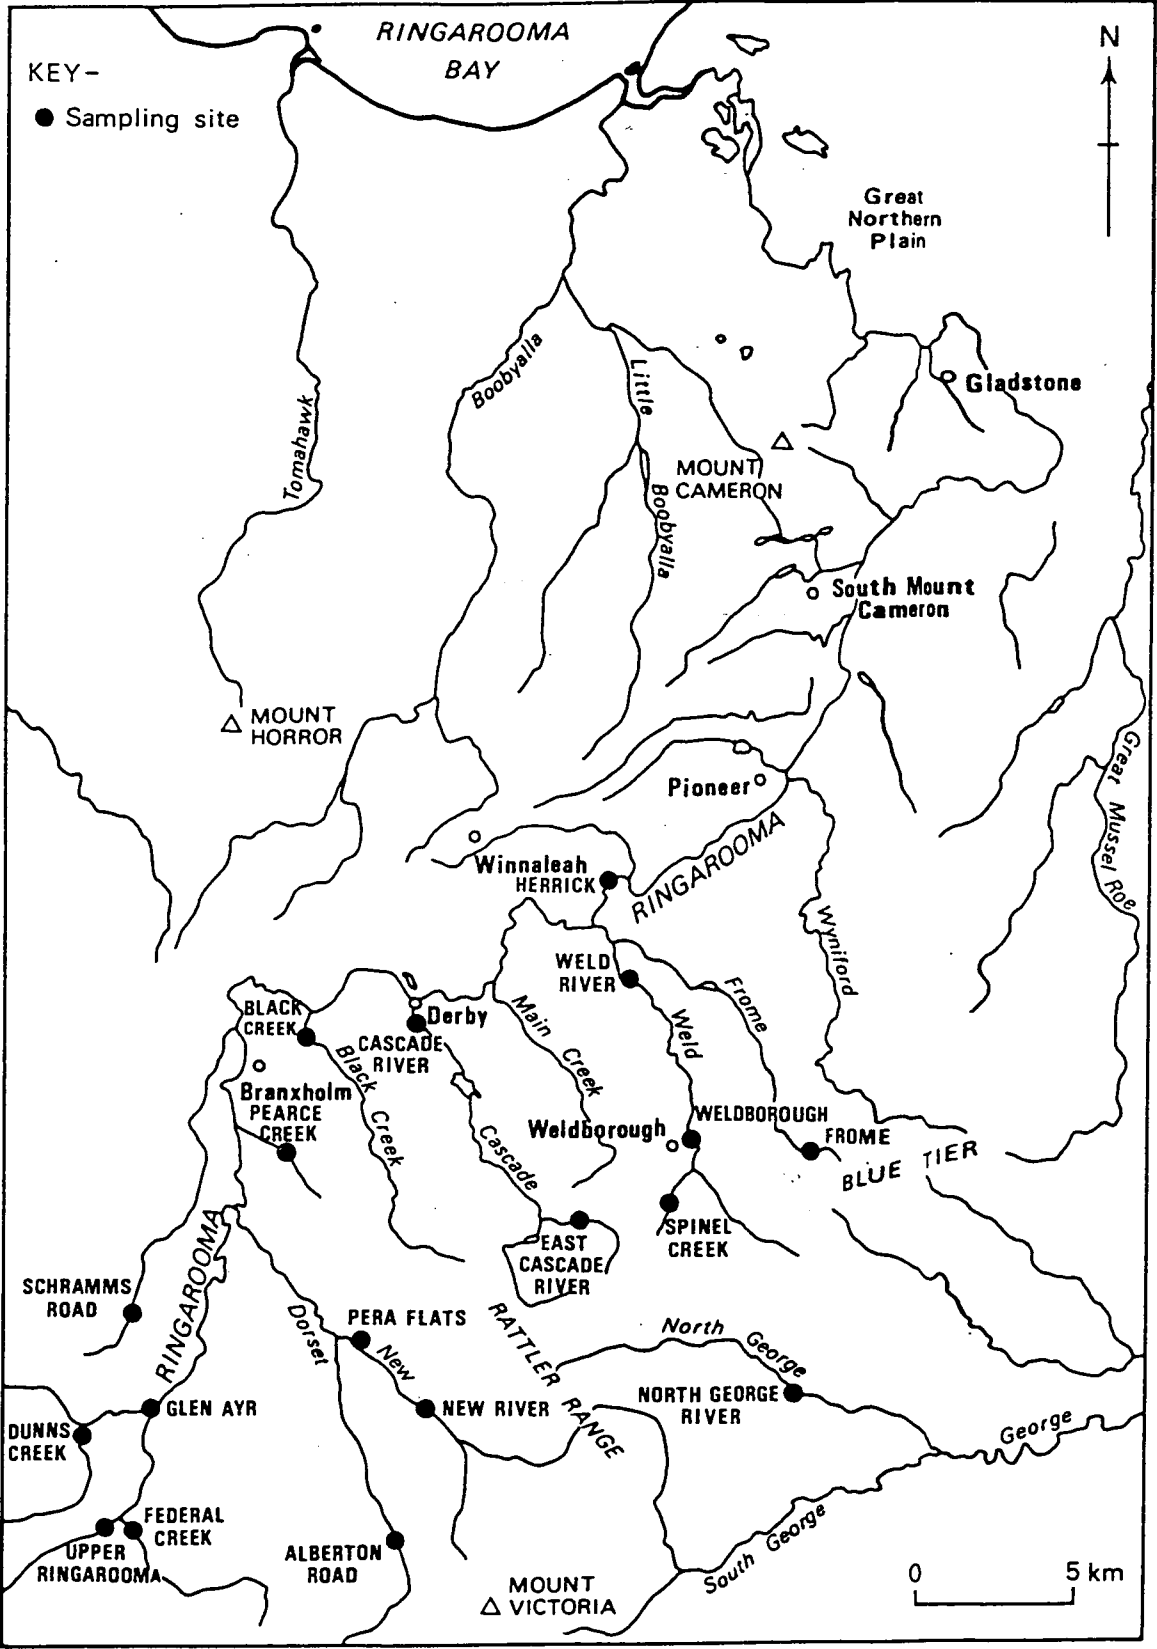 RINGAROOMA
BAY
N
KEY-
Sampling site
Great
Northern
Plain
Boobyalla
Little
Boobyalla
Gladstone
Tomahawk
MOUNT
CAMERON
South Mount
Cameron
MOUNT
HORROR
Great Mussel Roe
Pioneer
RINGAROOMA
Winnaleah
HERRICK
Wyniford
WELD
RIVER
Frome
Weld
Main Creek
BLACK
CREEK
Derby
CASCADE
RIVER
Black Creek
Branxholm
PEARCE
CREEK
Cascade
Weldborough
WELDBOROUGH
FROME
BLUE TIER
SPINEL
CREEK
EAST
CASCADE
RIVER
RINGAROOMA
SCHRAMMS
ROAD
Dorset
PERA FLATS
New
RATTLER RANGE
North George
GLEN AYR
NEW RIVER
NORTH GEORGE
RIVER
DUNNS
CREEK
George
FEDERAL
CREEK
UPPER
RINGAROOMA
ALBERTON
ROAD
South George
MOUNT
VICTORIA
0 5 km